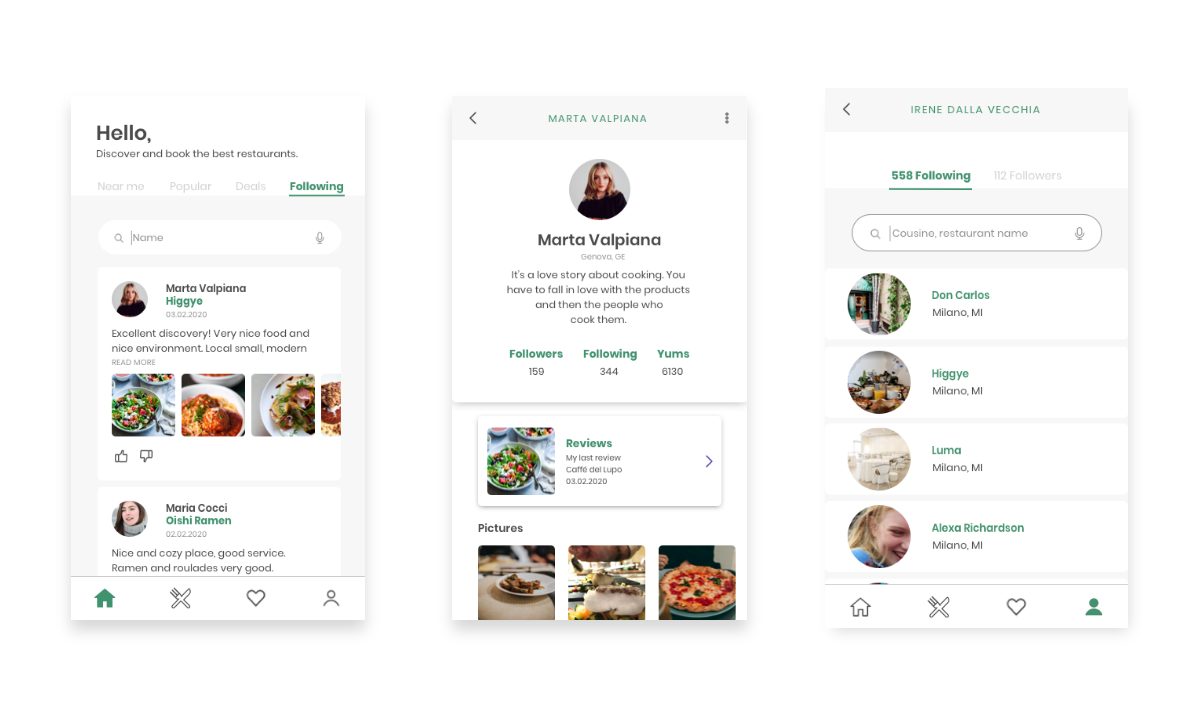 Hello,
Discover and book the best restaurants.
Near me Popular Deals Following
Name
Marta Valpiana
Higgye
03.02.2020
Excellent discovery! Very nice food and
nice environment. Local small, modern
READ MORE
Maria Cocci
Oishi Ramen
02.02.2020
Nice and cozy place, good service.
Ramen and roulades very good.
MARTA VALPIANA
Marta Valpiana
Genova, GE
It's a love story about cooking. You
have to fall in love with the products
and then the people who
cook them.
Followers Following Yums
159 344 6130
Reviews
My last review
Caffé del Lupo
03.02.2020
Pictures
IRENE DALLA VECCHIA
558 Following 112 Followers
Cousine, restaurant name
Don Carlos
Milano, MI
Higgye
Milano, MI
Luma
Milano, MI
Alexa Richardson
Milano, MI